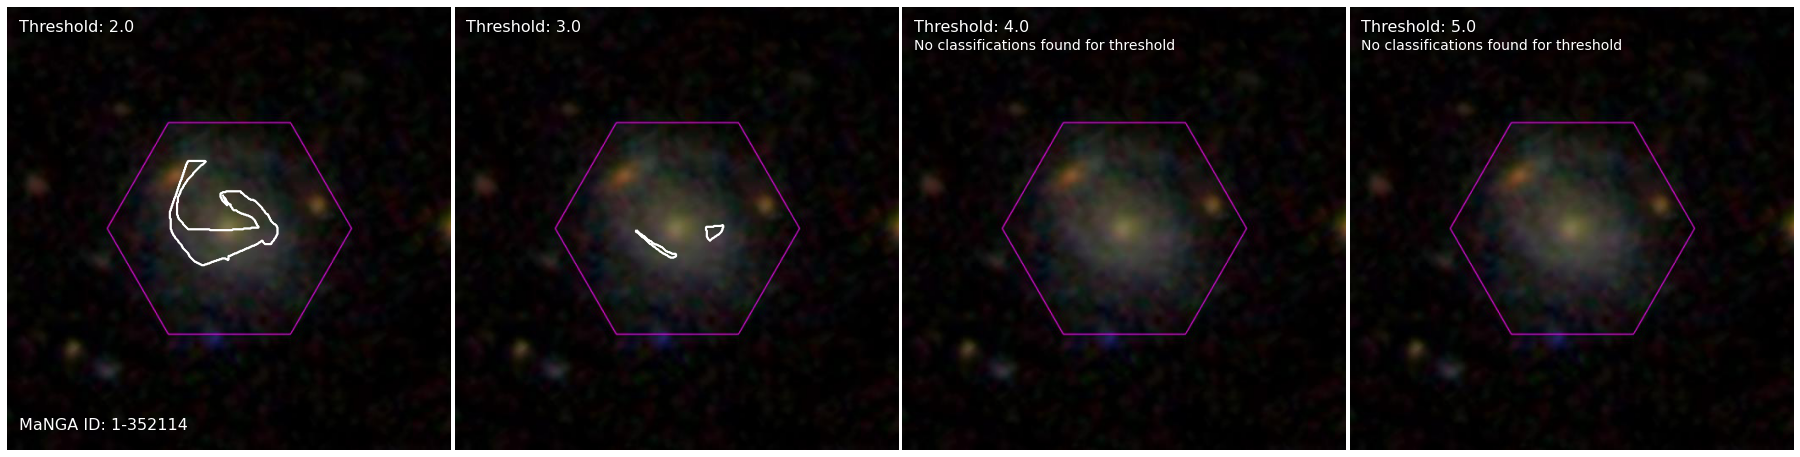 Threshold: 2.0
MaNGA ID: 1-352114
Threshold: 3.0
Threshold: 4.0
No classifications found for threshold
Threshold: 5.0
No classifications found for threshold